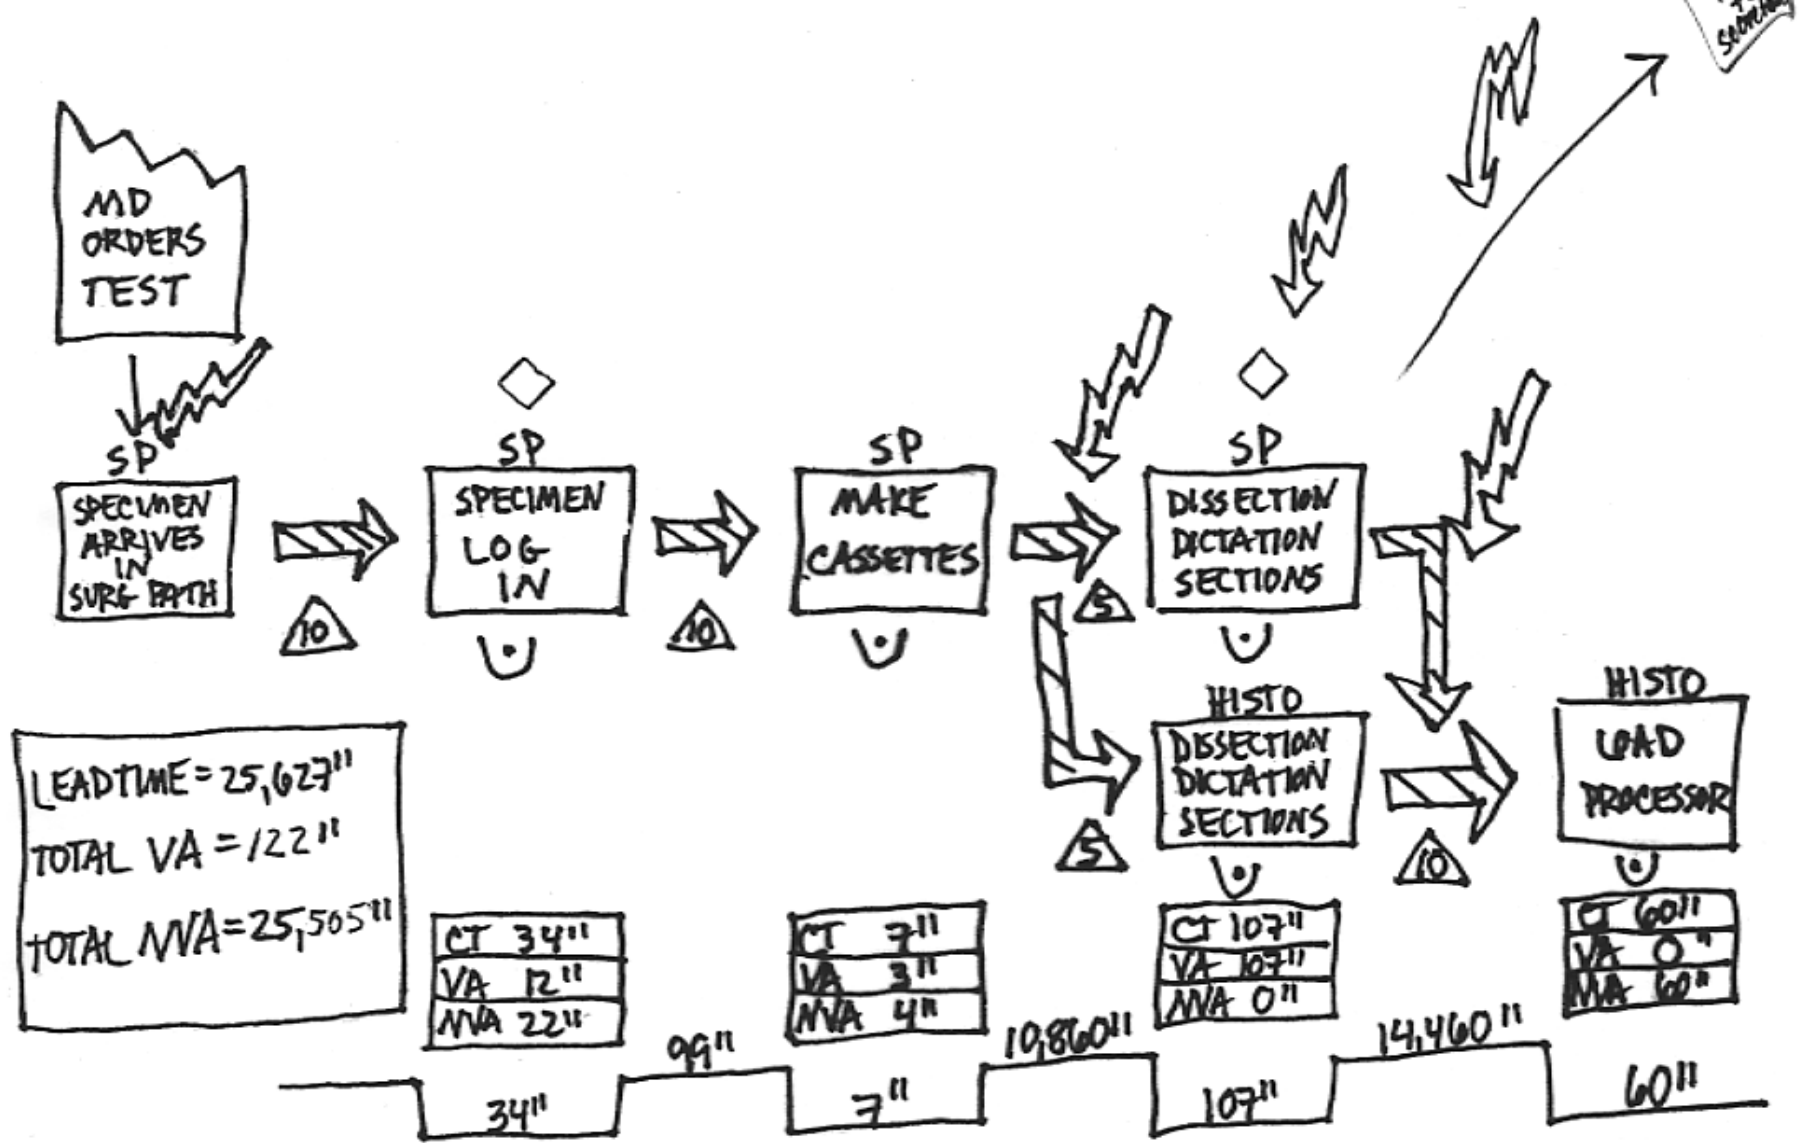 secretary
MD
ORDERS
TEST
SP
SPECIMEN
ARRIVES
IN
SURG PATH
10
SP
SPECIMEN
LOG
IN
10
SP
MAKE
CASSETTES
5
SP
DISSECTION
DICTATION
SECTIONS
5
HISTO
DISSECTION
DICTATION
SECTIONS
10
HISTO
LOAD
PROCESSOR
LEADTIME = 25,627"
TOTAL VA = 122"
TOTAL NVA = 25,505"
CT 34"
VA 12"
NVA 22"
CT 7"
VA 3"
NVA 4"
CT 107"
VA 107"
NVA 0"
CT 60"
VA 0"
NVA 60"
34"
99"
7"
10,860"
107"
14,460"
60"